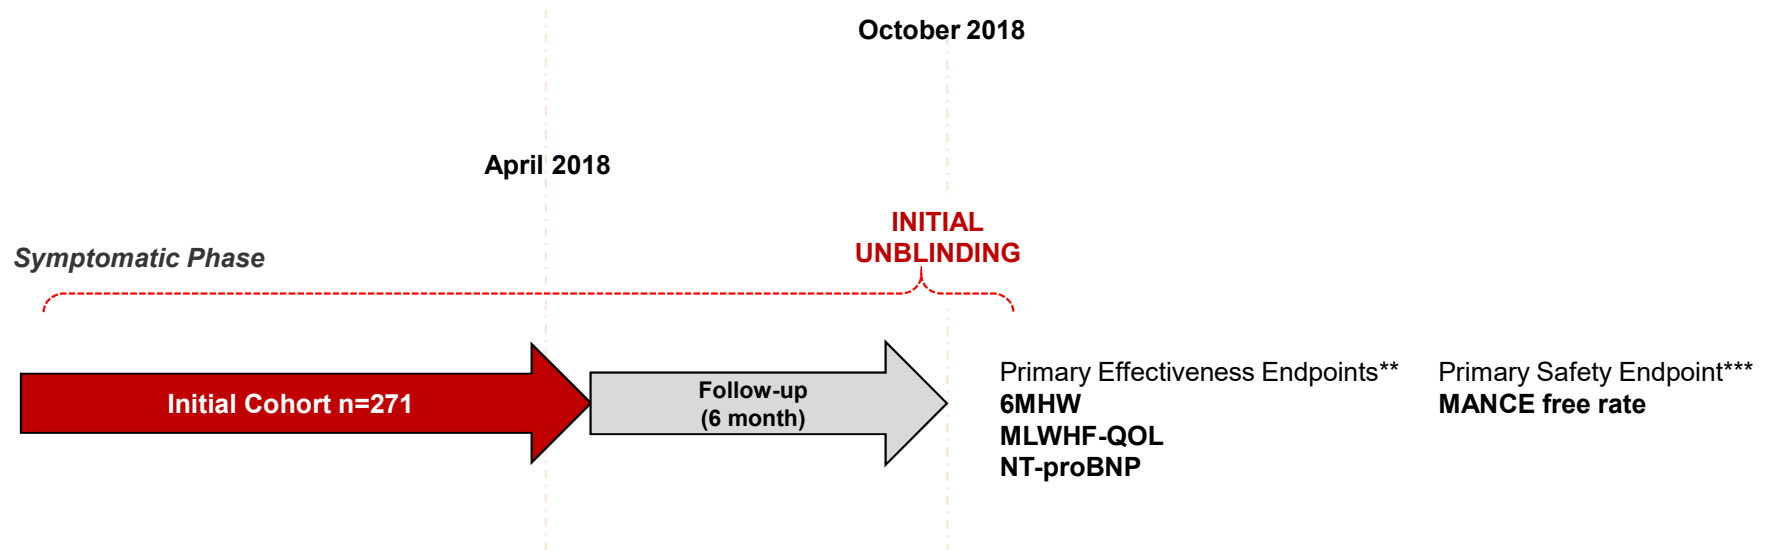 October 2018
April 2018
INITIAL
UNBLINDING
Symptomatic Phase
Initial Cohort n=271
Follow-up
(6 month)
Primary Effectiveness Endpoints**
6MHW
MLWHF-QOL
NT-proBNP
Primary Safety Endpoint***
MANCE free rate